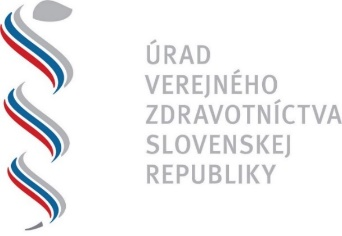 ÚRAD
VEREJNÉHO
ZDRAVOTNÍCTVA
SLOVENSKEJ
REPUBLIKY